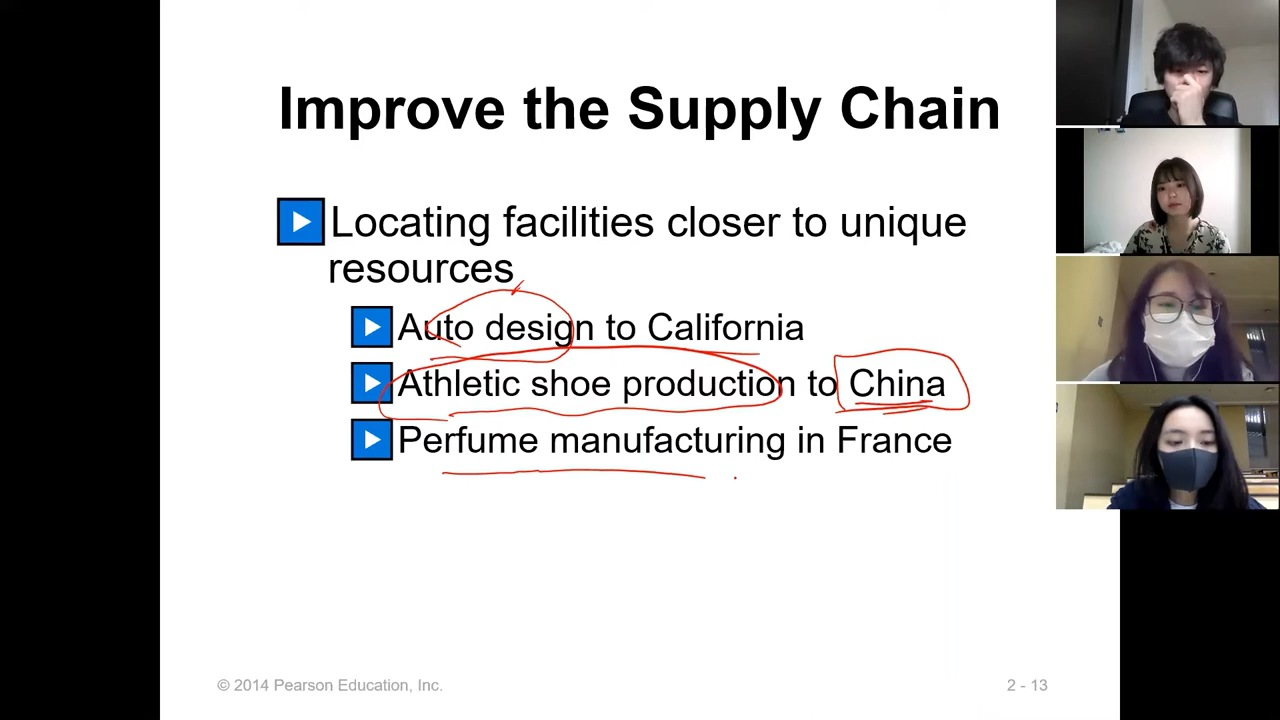 Improve the Supply Chain
Locating facilities closer to unique
resources
Auto design to California
Athletic shoe production to China
Perfume manufacturing in France
© 2014 Pearson Education, Inc.
2 - 13